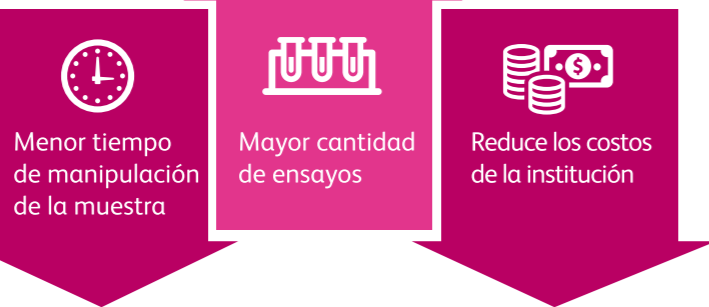 Menor tiempo
de manipulación
de la muestra
Mayor cantidad
de ensayos
$
Reduce los costos
de la institución